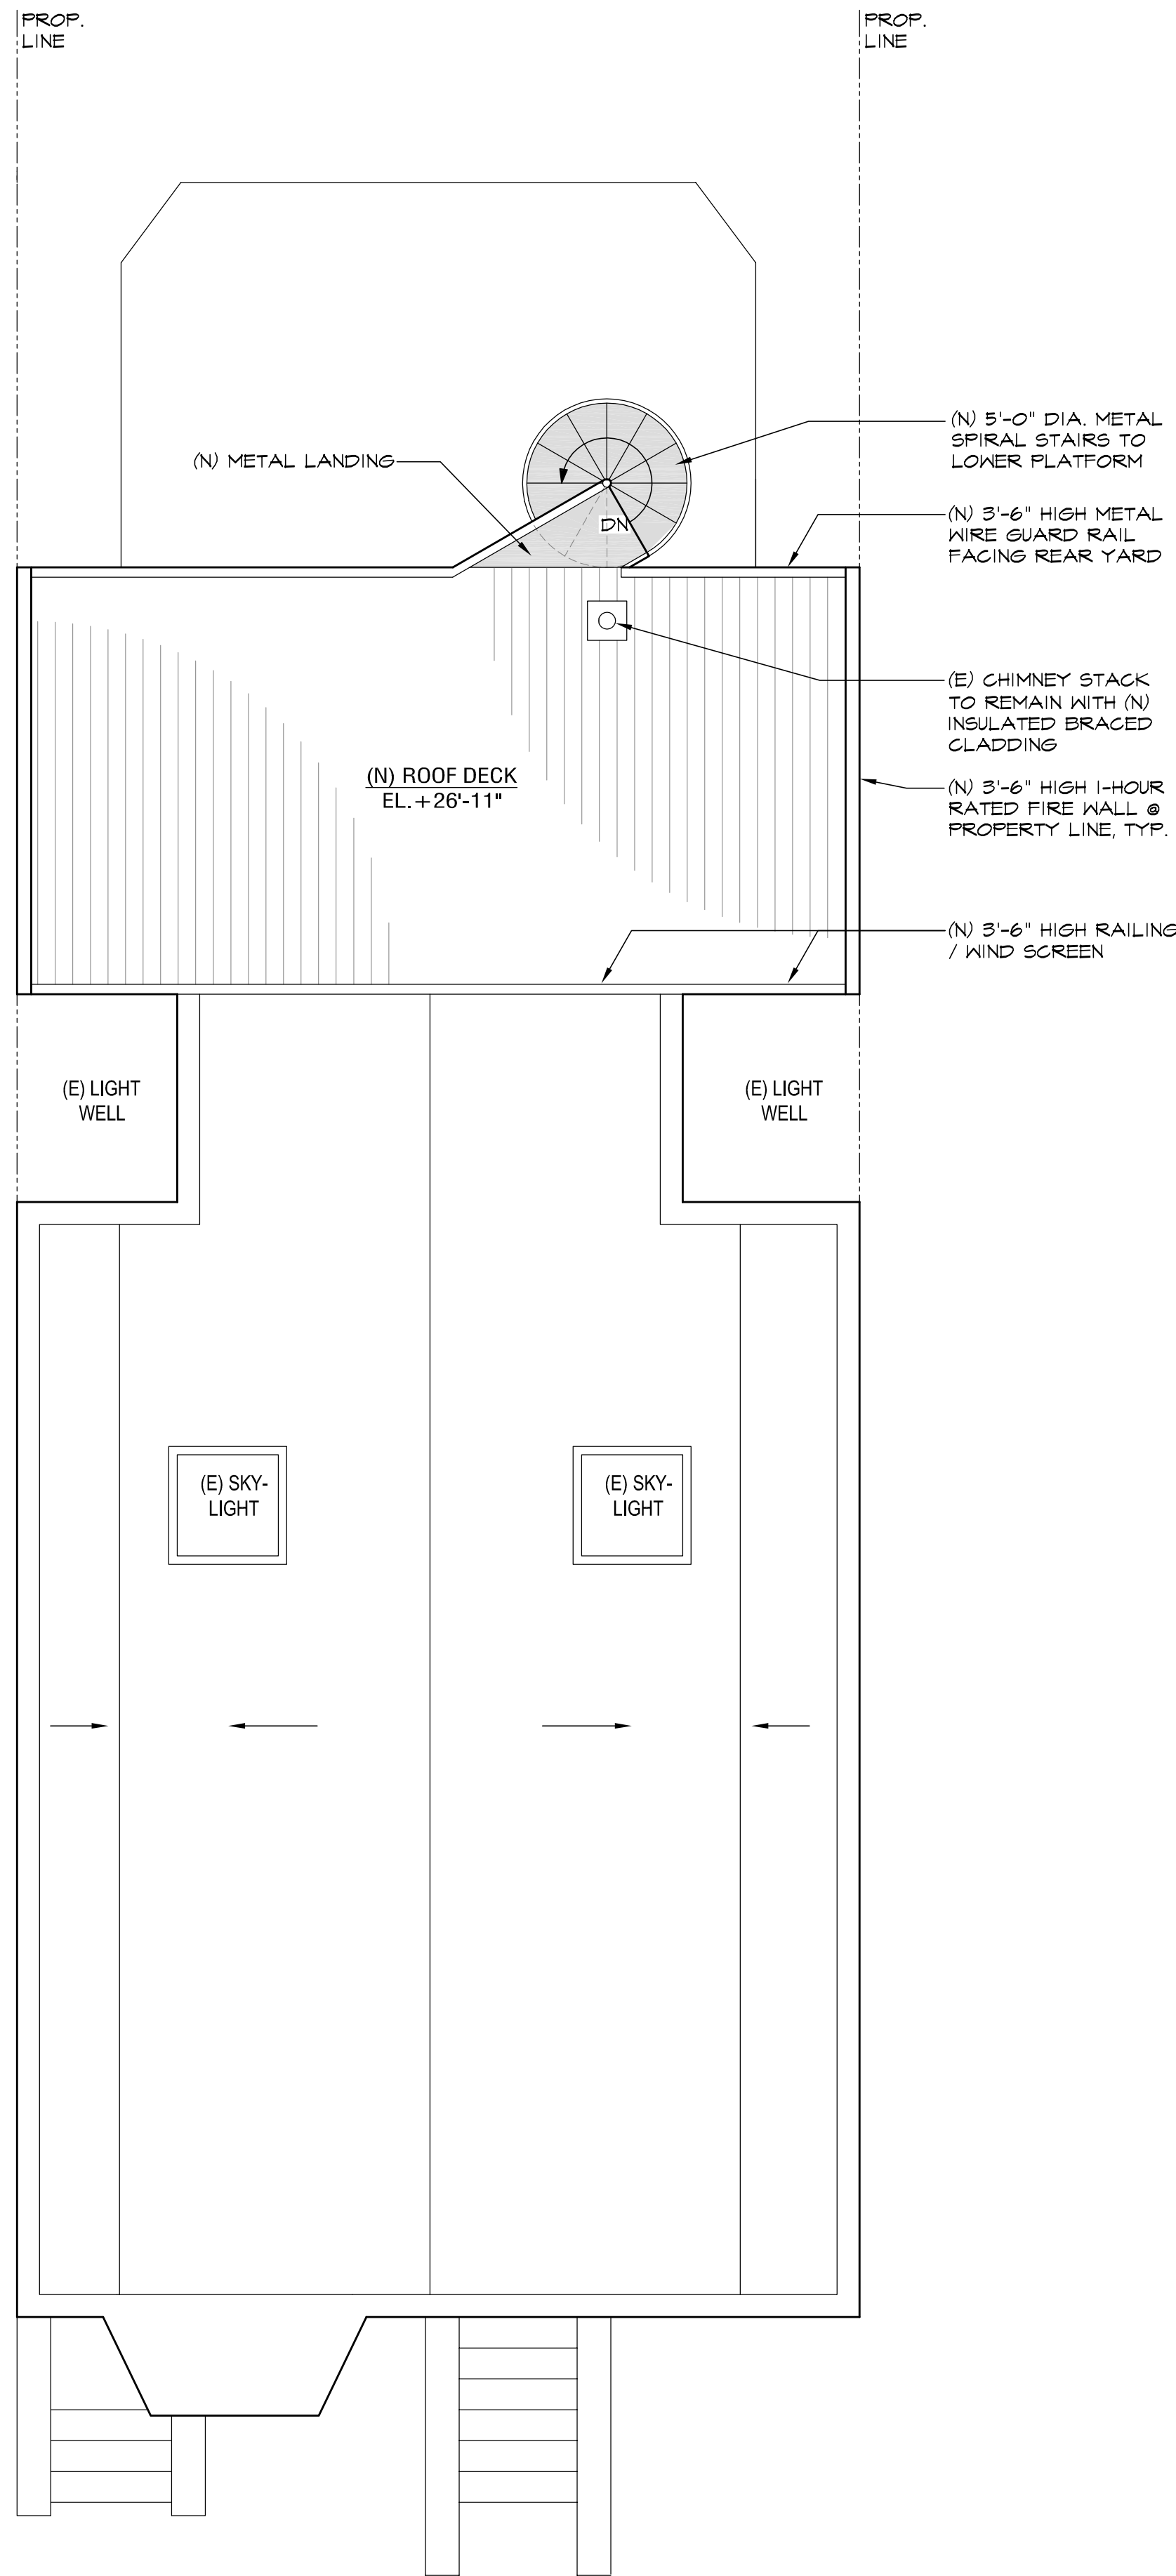 PROP.
LINE
PROP.
LINE
(N) 5'-0" DIA. METAL
SPIRAL STAIRS TO
LOWER PLATFORM
(N) METAL LANDING
(N) 3'-6" HIGH METAL
WIRE GUARD RAIL
FACING REAR YARD
DN
(E) CHIMNEY STACK
TO REMAIN WITH (N)
INSULATED BRACED
CLADDING
(N) ROOF DECK
EL.+26'-11"
(N) 3'-6" HIGH 1-HOUR
RATED FIRE WALL @
PROPERTY LINE, TYP.
(N) 3'-6" HIGH RAILING
/ WIND SCREEN
(E) LIGHT
WELL
(E) LIGHT
WELL
(E) SKY-
LIGHT
(E) SKY-
LIGHT